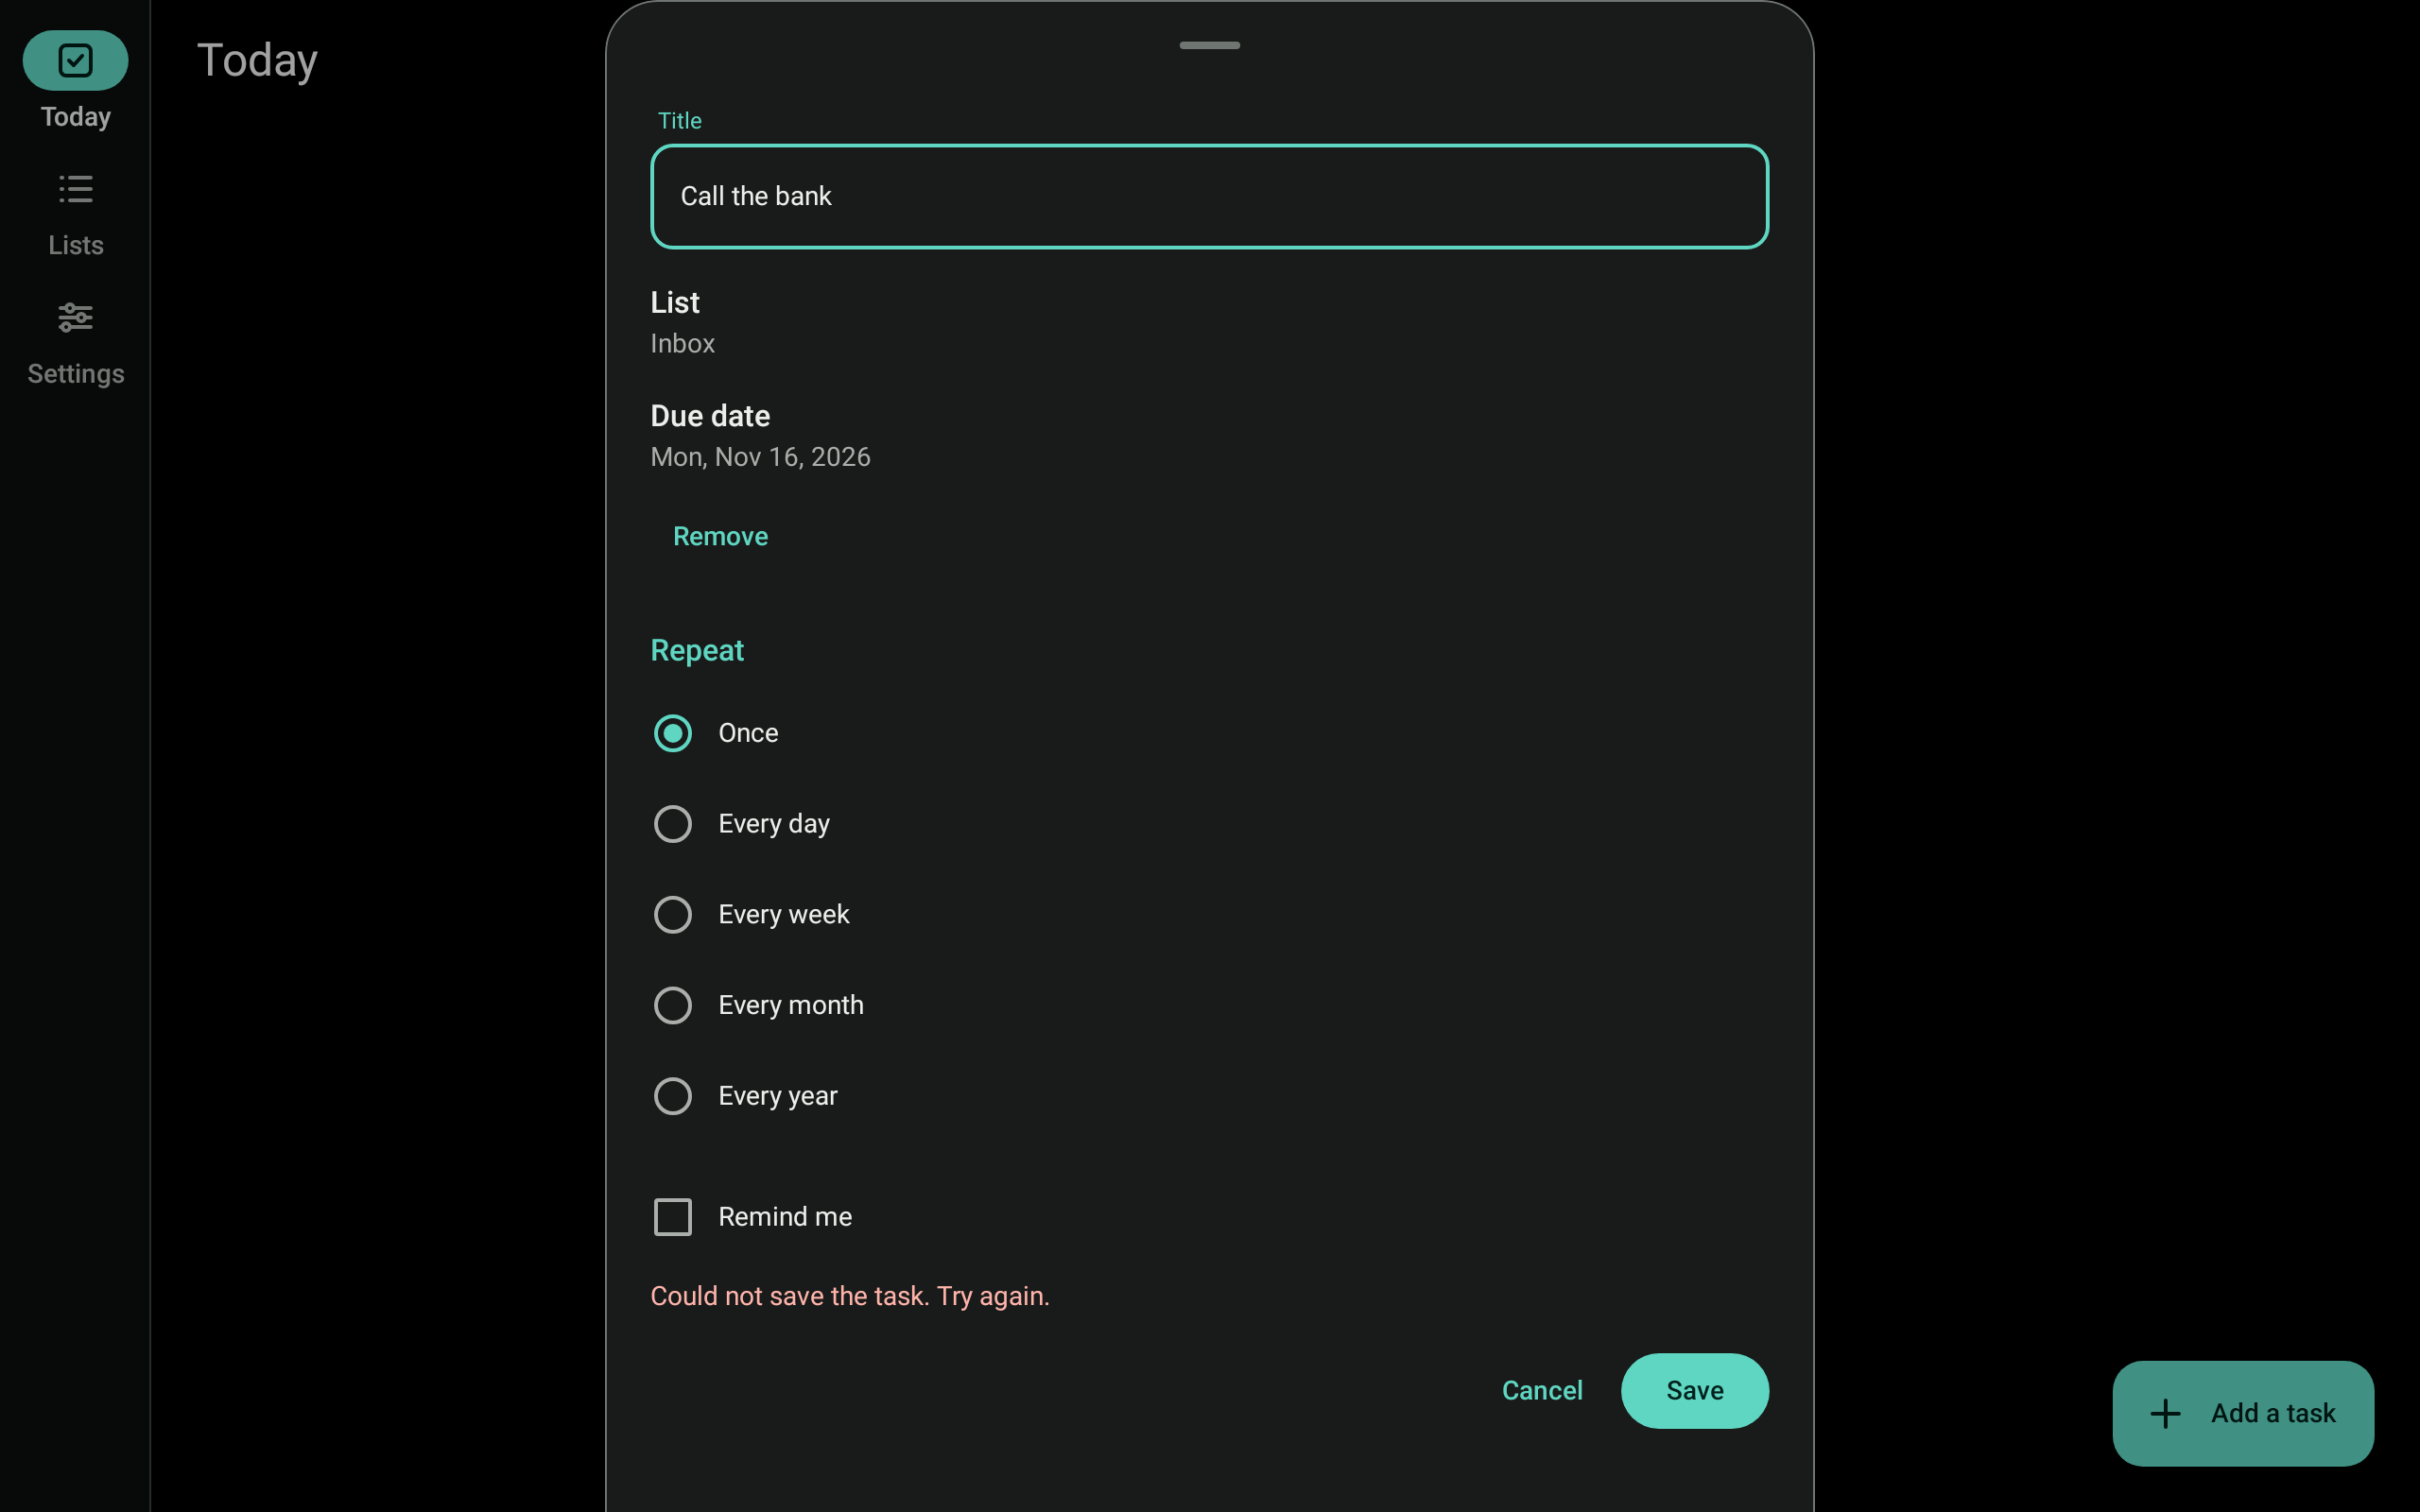 Today
Lists
Settings
Today
Title
Call the bank
List
Inbox
Due date
Mon, Nov 16, 2026
Remove
Repeat
Once
Every day
Every week
Every month
Every year
Remind me
Could not save the task. Try again.
Cancel
Save
Add a task